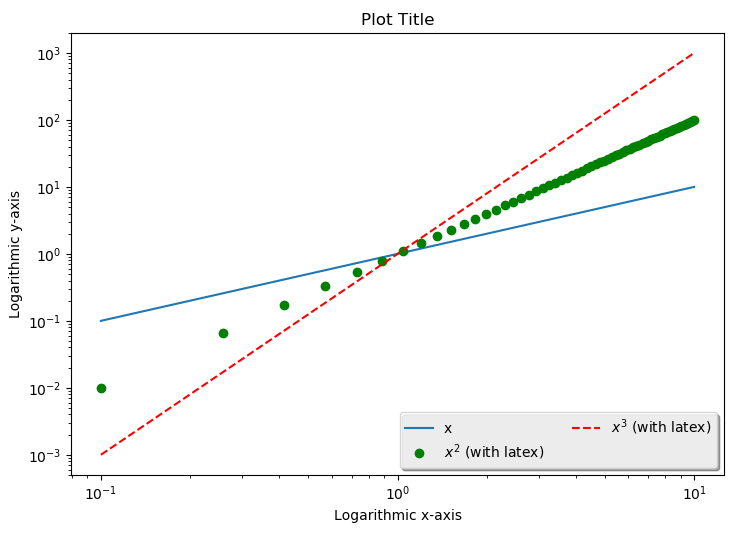 Plot Title
Logarithmic y-axis
10³
10²
10¹
10⁰
10⁻¹
10⁻²
10⁻³
x
x² (with latex)
x³ (with latex)
10⁻¹ 10⁰ 10¹
Logarithmic x-axis